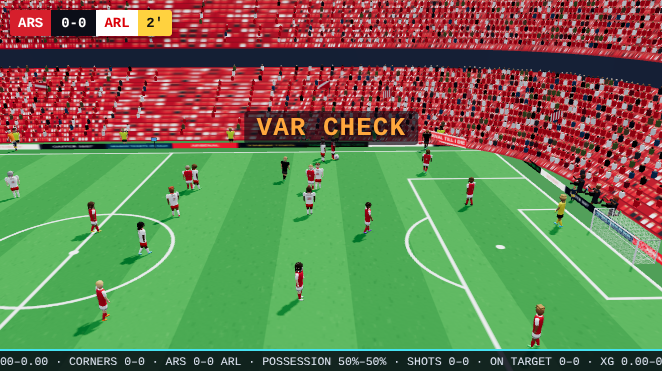 ARS 0-0 ARL 2'
VAR CHECK
00-0.00 · CORNERS 0-0 · ARS 0-0 ARL · POSSESSION 50%-50% · SHOTS 0-0 · ON TARGET 0-0 · XG 0.00-0